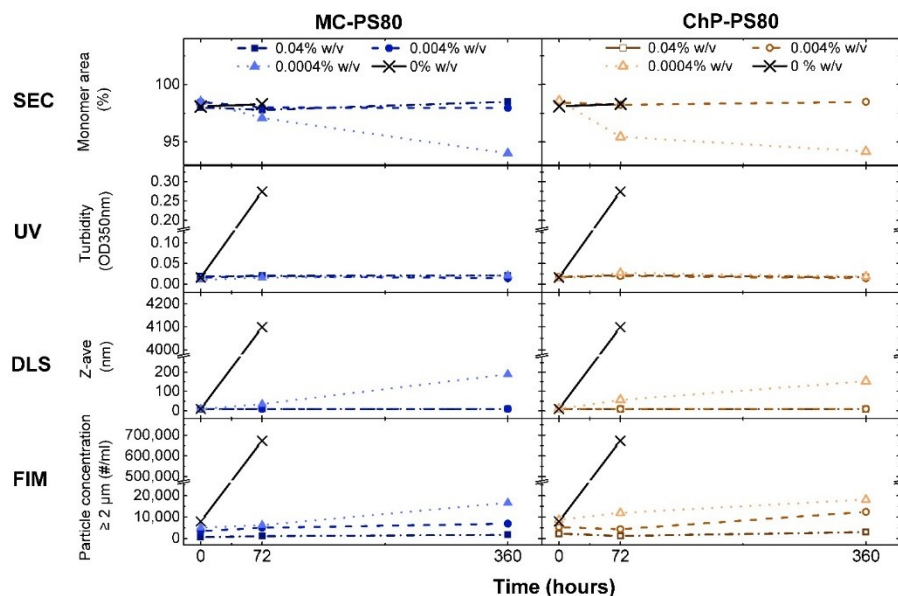 MC-PS80
ChP-PS80
0.04% w/v
0.004% w/v
0.0004% w/v
0% w/v
0.04% w/v
0.004% w/v
0.0004% w/v
0 % w/v
SEC
Monomer area
(%)
100
95
UV
Turbidity
(OD350nm)
0.30
0.25
0.20
0.05
0.00
DLS
Z-ave
(nm)
4200
4100
4000
200
100
0
FIM
Particle concentration
≥ 2 µm (#/ml)
700,000
600,000
500,000
20,000
10,000
0
0
72
360
0
72
360
Time (hours)